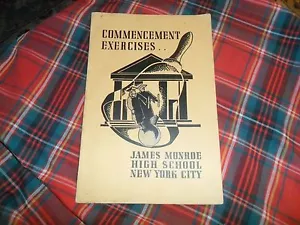 COMMENCEMENT
EXERCISES..
JAMES MONROE
HIGH SCHOOL
NEW YORK CITY